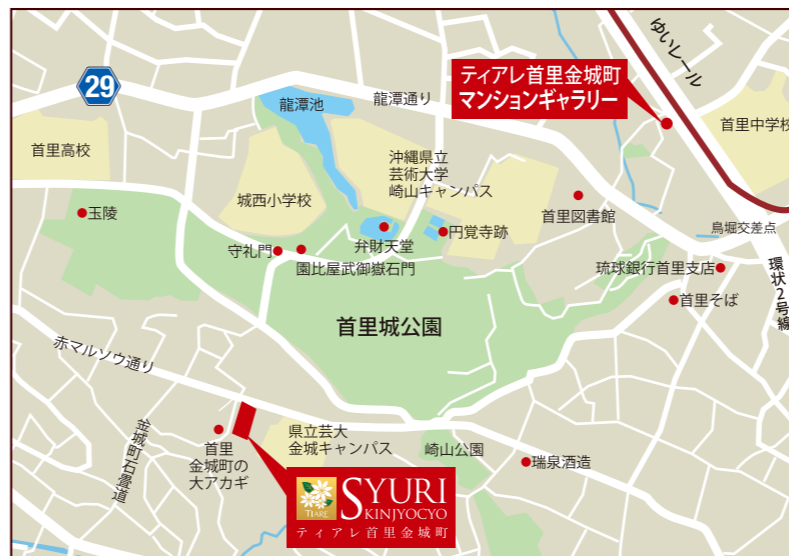 ゆいレール
ティアレ首里金城町
マンションギャラリー
29
龍潭池
龍潭通り
首里中学校
首里高校
沖縄県立
芸術大学
崎山キャンパス
城西小学校
玉陵
首里図書館
弁財天堂
円覚寺跡
鳥堀交差点
守礼門
園比屋武御嶽石門
琉球銀行首里支店
環状2号線
首里そば
首里城公園
赤マルソウ通り
金城町石畳道
首里
金城町の
大アカギ
県立芸大
金城キャンパス
崎山公園
瑞泉酒造
TIARE
SYURI
KINJYOCYO
ティアレ首里金城町